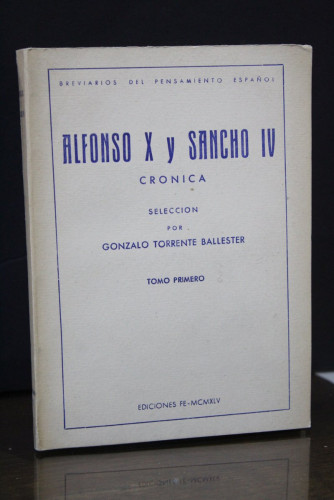 BREVIARIOS DEL PENSAMIENTO ESPAÑOL
ALFONSO X y SANCHO IV
CRONICA
SELECCION
POR
GONZALO TORRENTE BALLESTER
TOMO PRIMERO
EDICIONES FE-MCMXLV